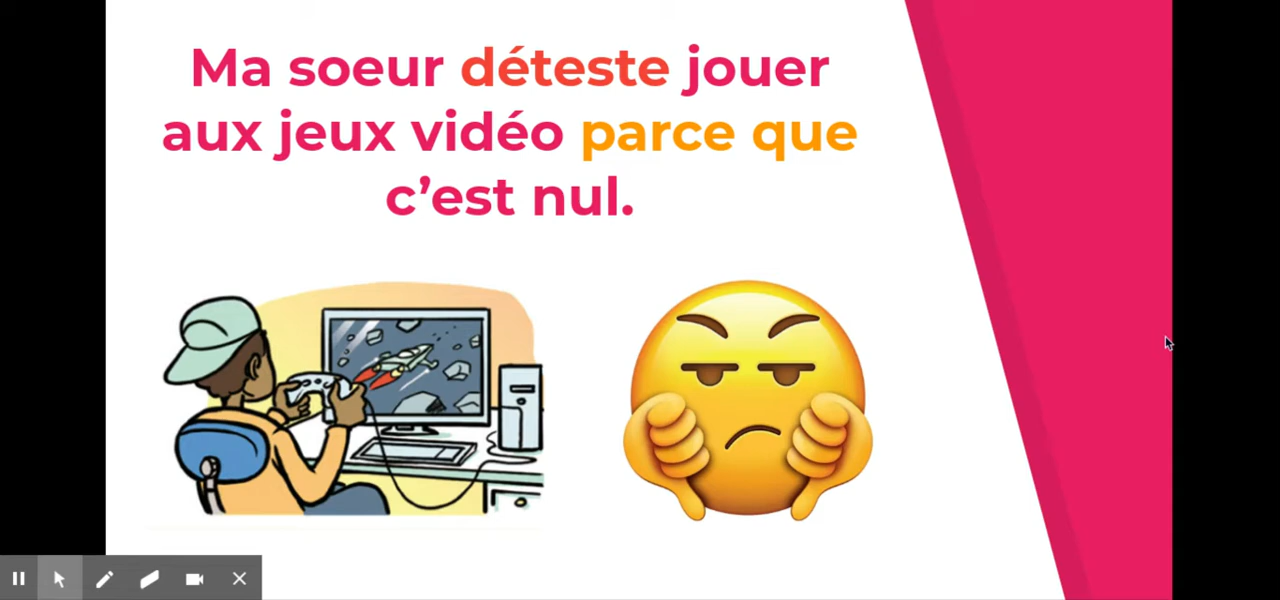 Ma soeur déteste jouer
aux jeux vidéo parce que
c’est nul.